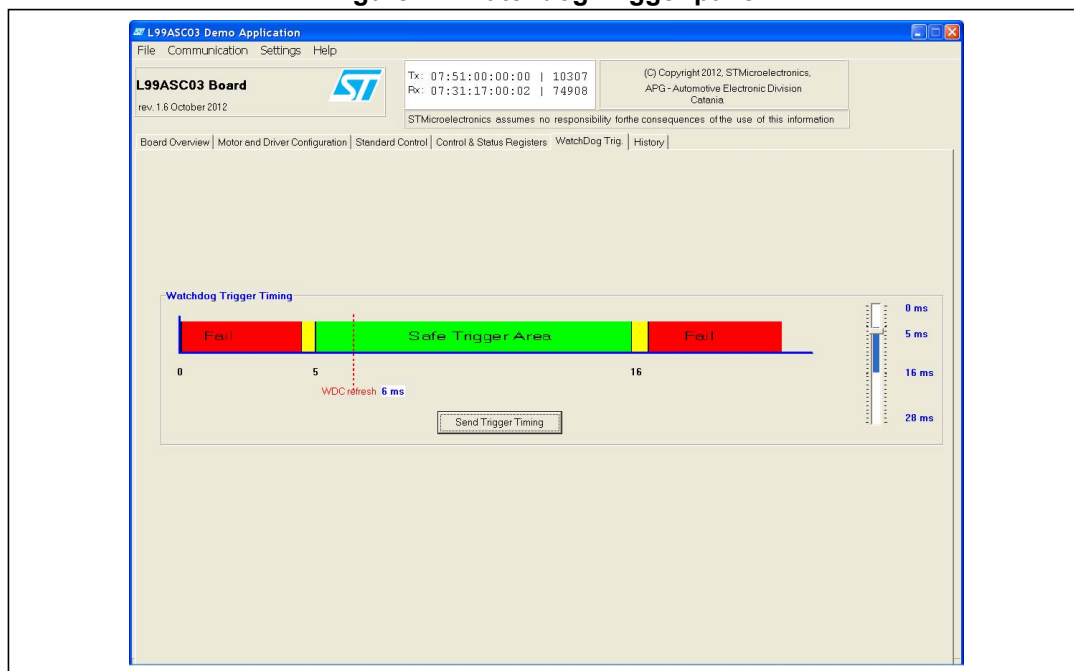 L99ASC03 Demo Application
File Communication Settings Help
L99ASC03 Board
rev. 1.6 October 2012
ST
Tx: 07:51:00:00:00 | 10307
Rx: 07:31:17:00:02 | 74908
(C) Copyright 2012, STMicroelectronics,
APG - Automotive Electronic Division
Catania
STMicroelectronics assumes no responsibility forthe consequences of the use of this information
Board Overview Motor and Driver Configuration Standard Control Control & Status Registers WatchDog Trig. History
Watchdog Trigger Timing
Fail Safe Trigger Area Fail
0 5 16
WDC refresh 6 ms
Send Trigger Timing
0 ms
5 ms
16 ms
28 ms